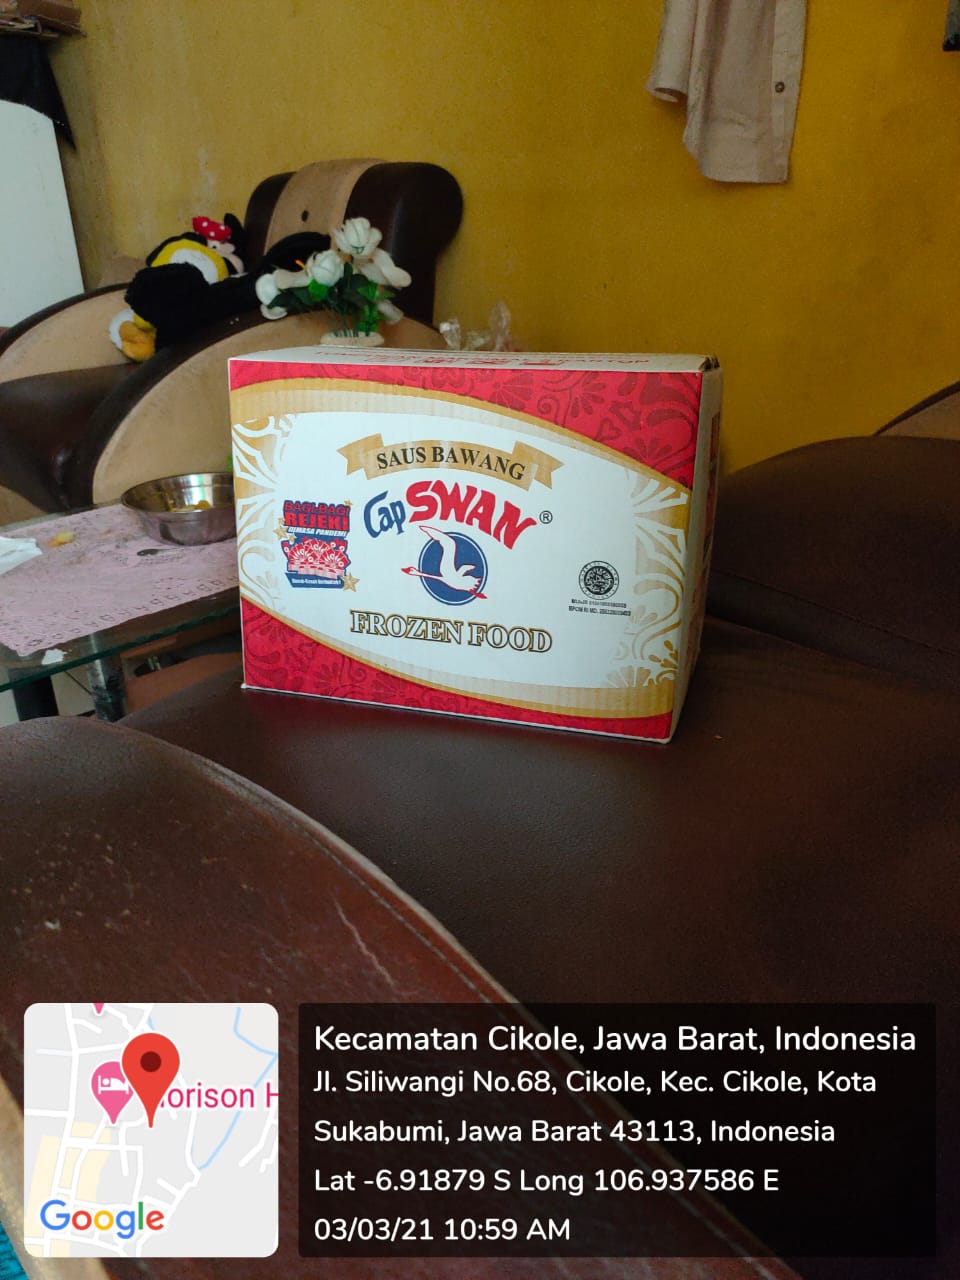 SAUS BAWANG
Cap SWAN ®
BAGI-BAGI
REJEKI
DIMASA PANDEMI
FROZEN FOOD
orison H
Google
Kecamatan Cikole, Jawa Barat, Indonesia
Jl. Siliwangi No.68, Cikole, Kec. Cikole, Kota
Sukabumi, Jawa Barat 43113, Indonesia
Lat -6.91879 S Long 106.937586 E
03/03/21 10:59 AM